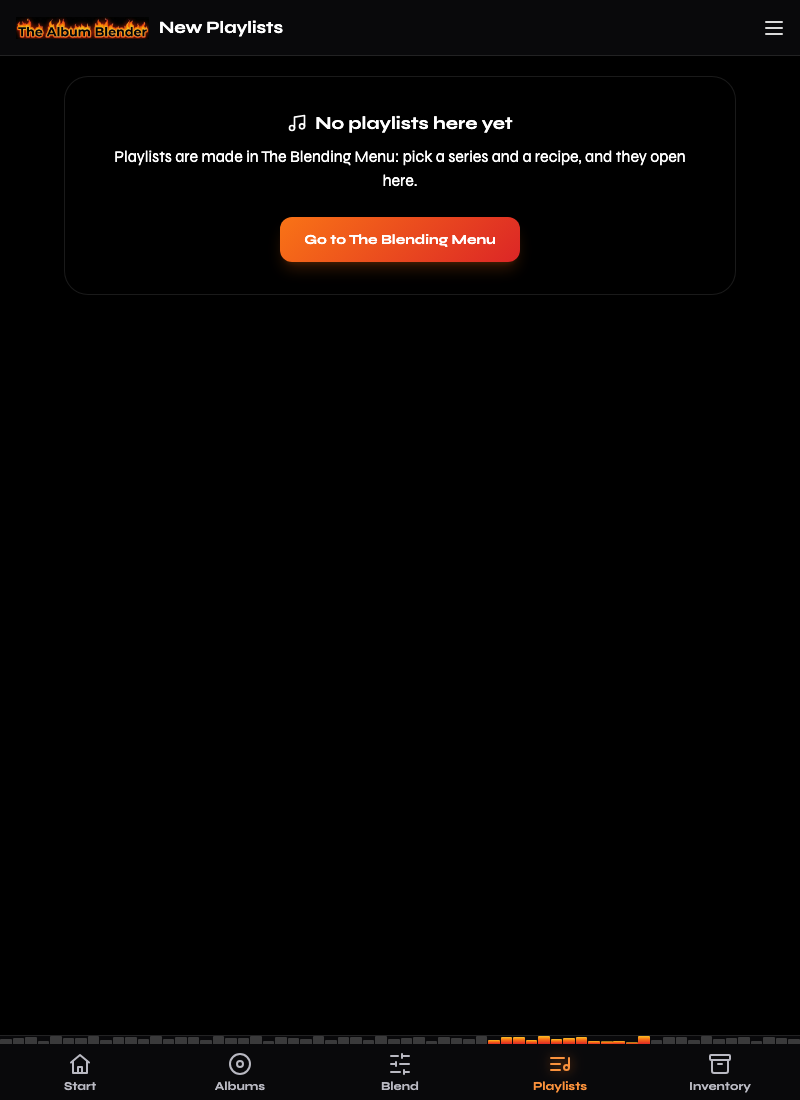 The Album Blender New Playlists
No playlists here yet
Playlists are made in The Blending Menu: pick a series and a recipe, and they open
here.
Go to The Blending Menu
Start Albums Blend Playlists Inventory